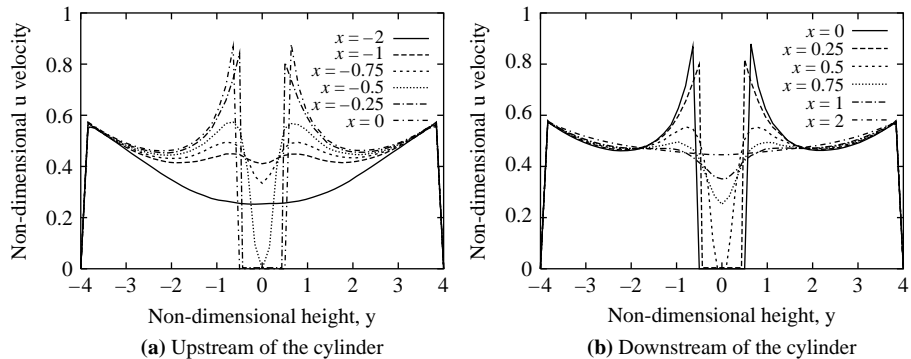 Non-dimensional u velocity
1
0.8
0.6
0.4
0.2
0
−4 −3 −2 −1 0 1 2 3 4
x = −2
x = −1
x = −0.75
x = −0.5
x = −0.25
x = 0
Non-dimensional height, y
(a) Upstream of the cylinder
Non-dimensional u velocity
1
0.8
0.6
0.4
0.2
0
−4 −3 −2 −1 0 1 2 3 4
x = 0
x = 0.25
x = 0.5
x = 0.75
x = 1
x = 2
Non-dimensional height, y
(b) Downstream of the cylinder